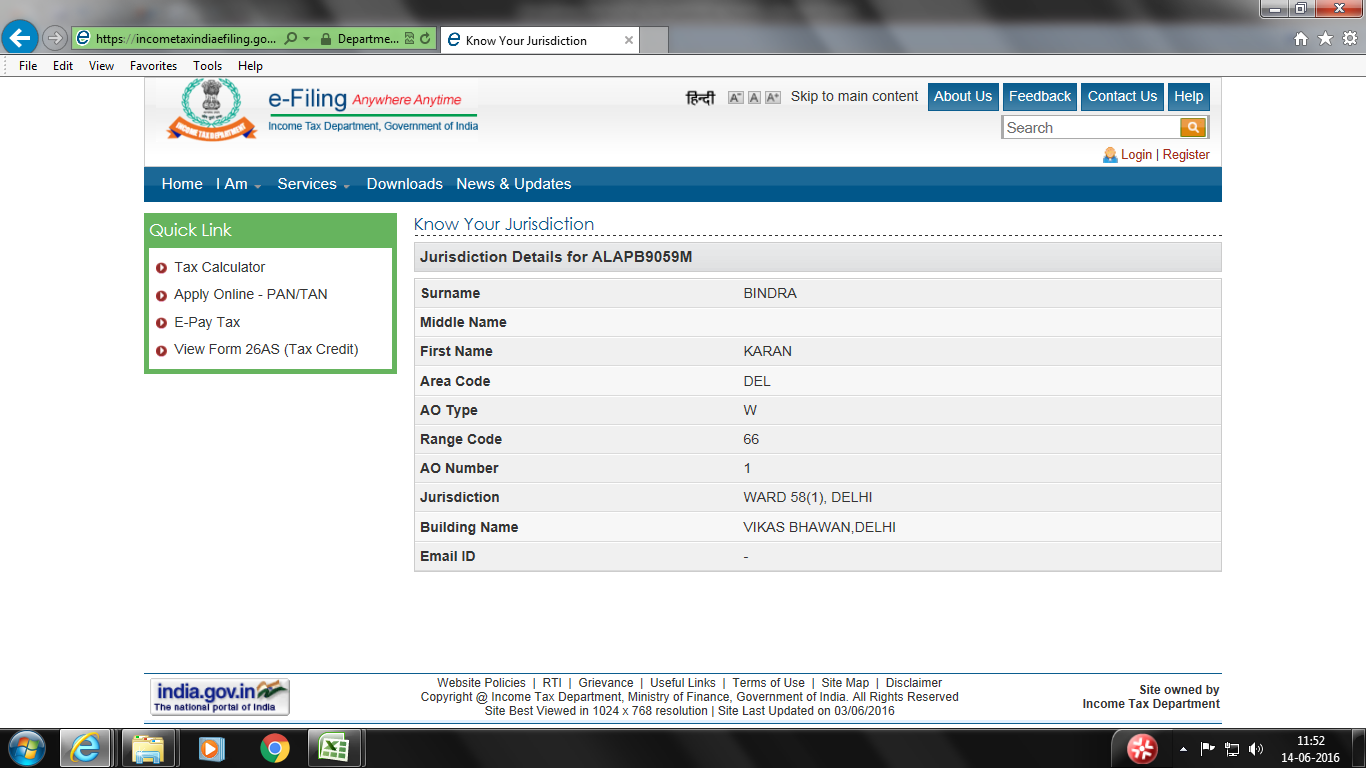 https://incometaxindiaefiling.go... Departme... Know Your Jurisdiction
File Edit View Favorites Tools Help
e-Filing Anywhere Anytime
Income Tax Department, Government of India
INCOME TAX DEPARTMENT
हिन्दी A- A A+ Skip to main content About Us Feedback Contact Us Help
Search
Login | Register
Home I Am Services Downloads News & Updates
Quick Link
Tax Calculator
Apply Online - PAN/TAN
E-Pay Tax
View Form 26AS (Tax Credit)
Know Your Jurisdiction
Jurisdiction Details for ALAPB9059M
Surname BINDRA
Middle Name
First Name KARAN
Area Code DEL
AO Type W
Range Code 66
AO Number 1
Jurisdiction WARD 58(1), DELHI
Building Name VIKAS BHAWAN,DELHI
Email ID -
india.gov.in
The national portal of India
Website Policies | RTI | Grievance | Useful Links | Terms of Use | Site Map | Disclaimer
Copyright @ Income Tax Department, Ministry of Finance, Government of India. All Rights Reserved
Site Best Viewed in 1024 x 768 resolution | Site Last Updated on 03/06/2016
Site owned by
Income Tax Department
11:52
14-06-2016